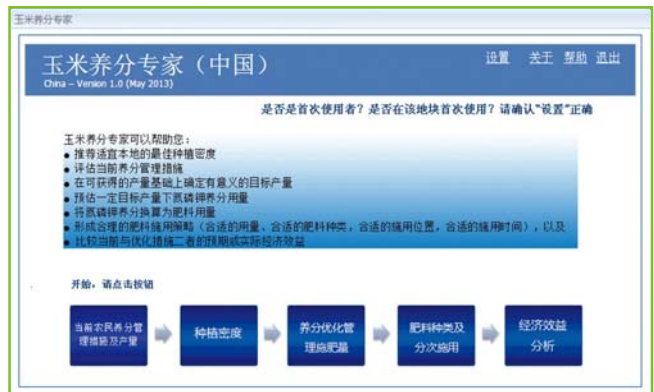 玉米养分专家
玉米养分专家（中国）
设置 关于 帮助 退出
China – Version 1.0 (May 2013)
是否是首次使用者？是否在该地块首次使用？请确认“设置”正确
玉米养分专家可以帮助您：
● 推荐适宜本地的最佳种植密度
● 评估当前养分管理措施
● 在可获得的产量基础上确定有意义的目标产量
● 预估一定目标产量下氮磷钾养分用量
● 将氮磷钾养分换算为肥料用量
● 形成合理的肥料施用策略（合适的用量、合适的肥料种类，合适的施用位置，合适的施用时间），以及
● 比较当前与优化措施二者的预期或实际经济效益
开始，请点击按钮
当前农民养分管
理措施及产量
种植密度
养分优化管
理施肥量
肥料种类及
分次施用
经济效益
分析